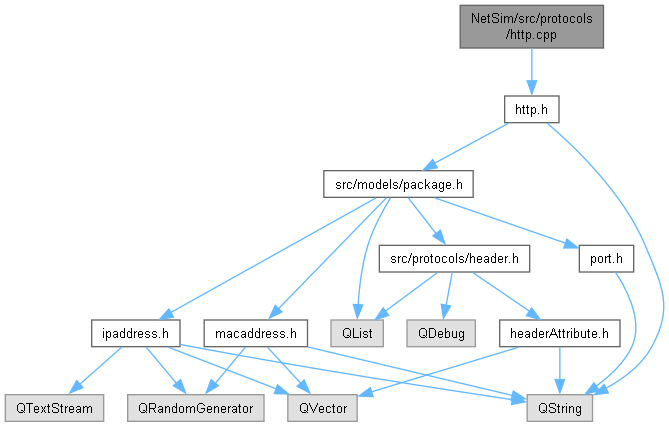 NetSim/src/protocols
/http.cpp
http.h
src/models/package.h
src/protocols/header.h
port.h
ipaddress.h
macaddress.h
QList
QDebug
headerAttribute.h
QTextStream
QRandomGenerator
QVector
QString